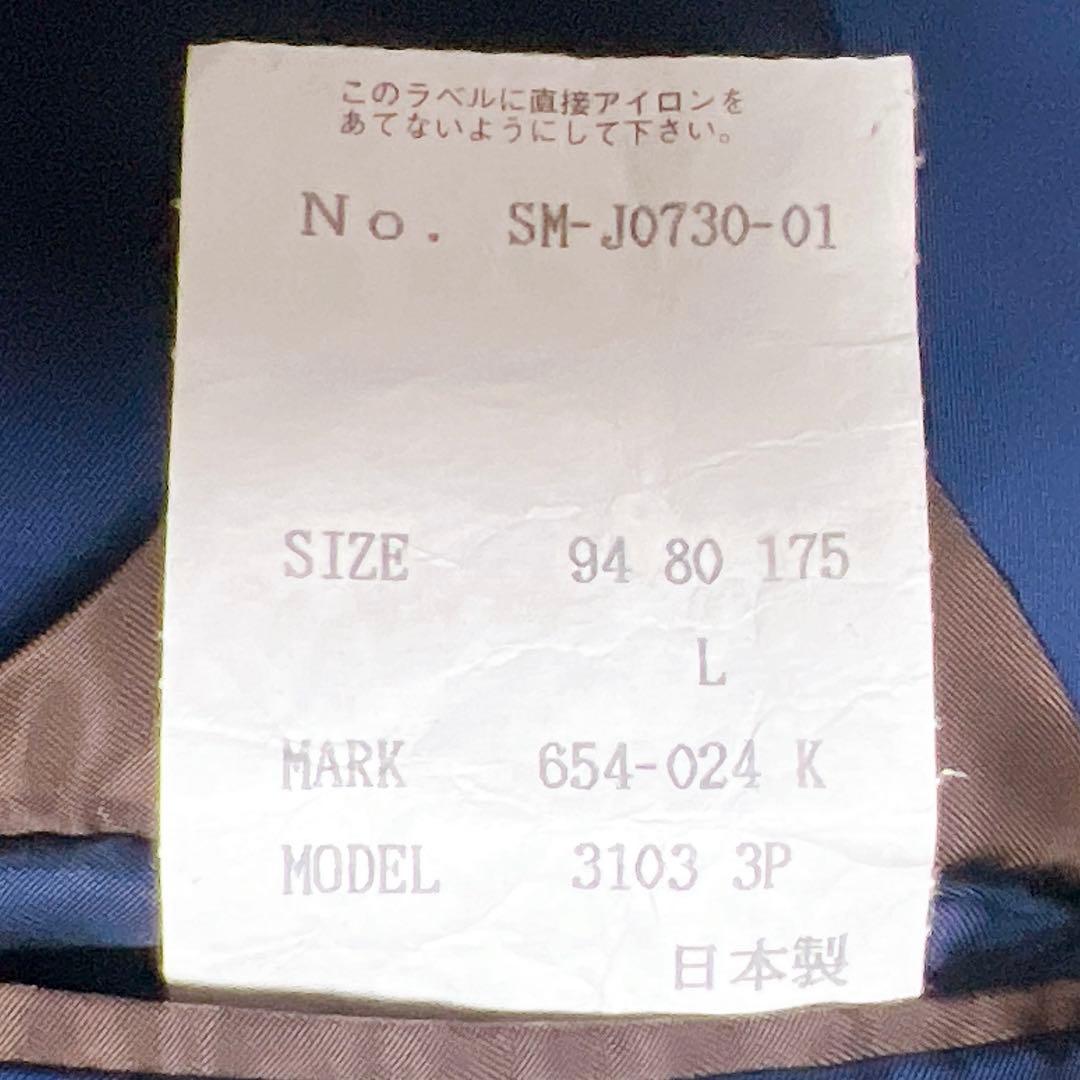 このラベルに直接アイロンを
あてないようにして下さい。
No. SM-J0730-01
SIZE 94 80 175
L
MARK 654-024 K
MODEL 3103 3P
日本製